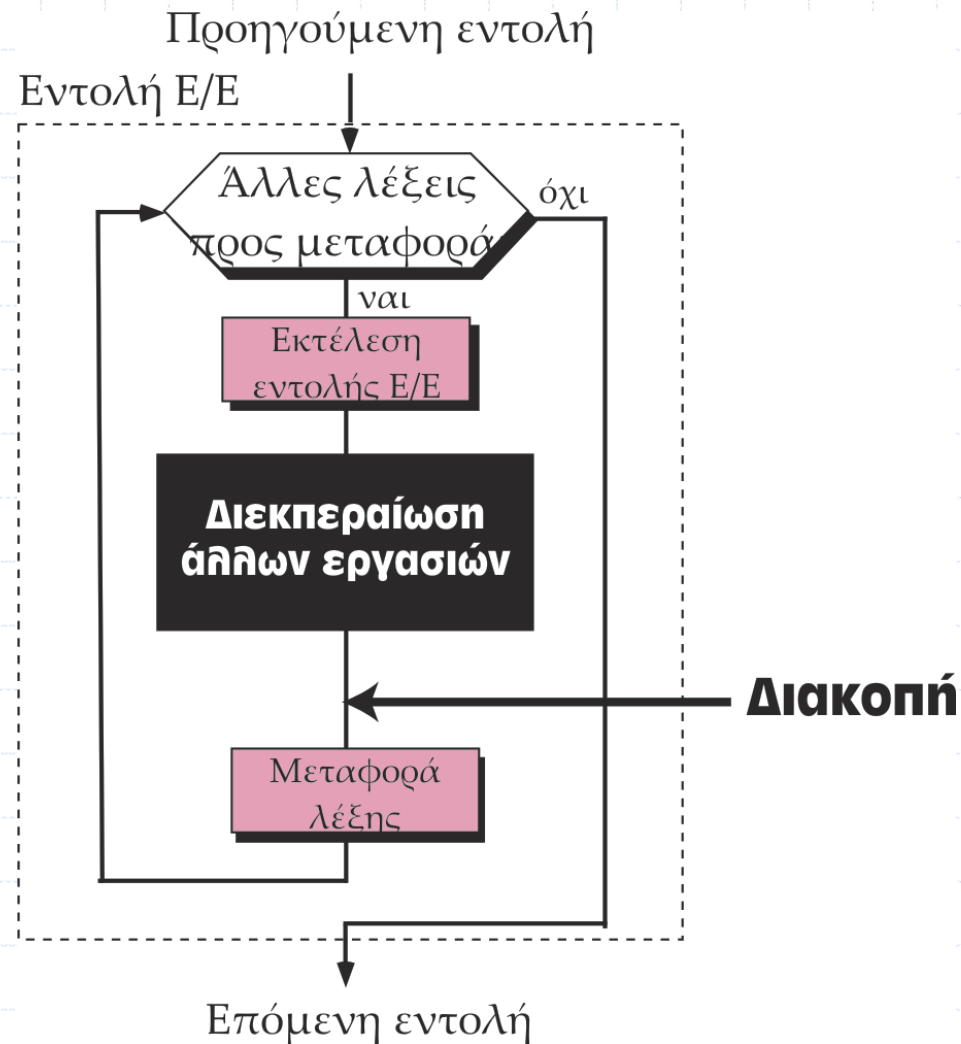 Προηγούμενη εντολή
Εντολή Ε/Ε
Άλλες λέξεις
προς μεταφορά
όχι
ναι
Εκτέλεση
εντολής Ε/Ε
Διεκπεραίωση
άλλων εργασιών
Διακοπή
Μεταφορά
λέξης
Επόμενη εντολή